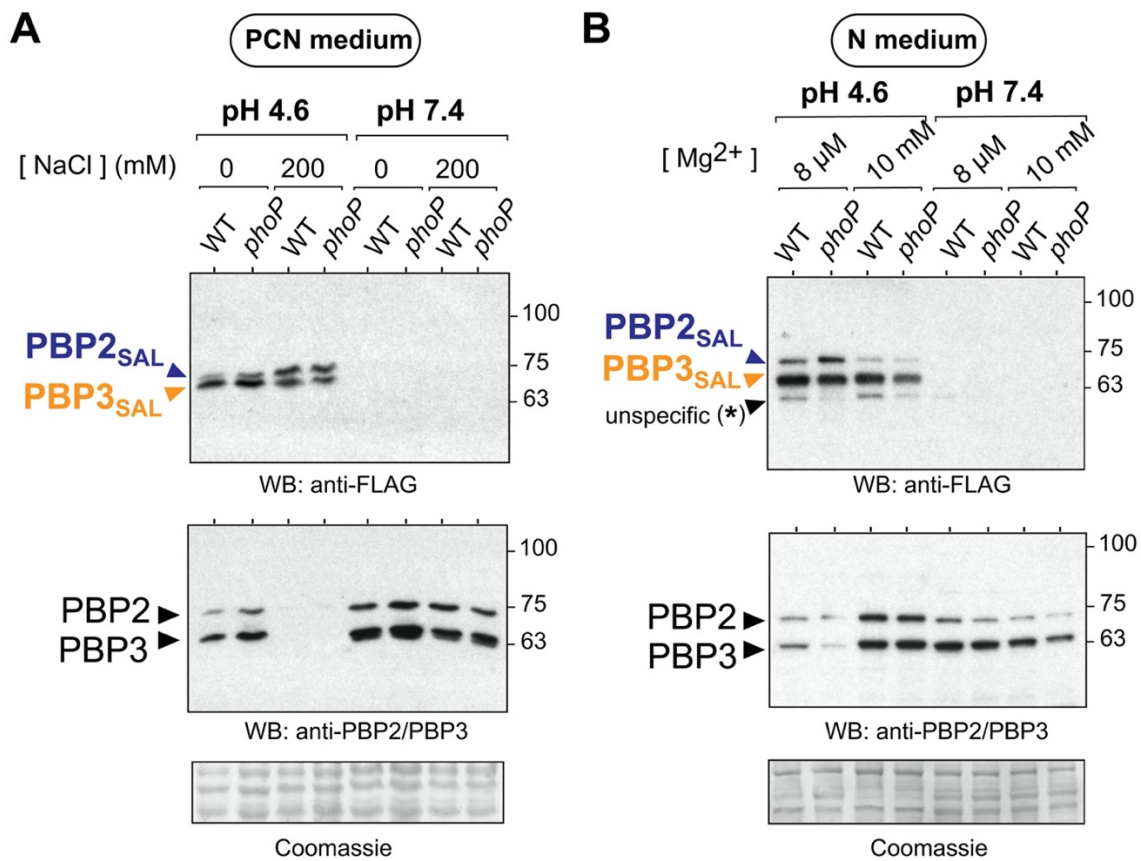 A
PCN medium
pH 4.6 pH 7.4
[ NaCl ] (mM) 0 200 0 200
WT phoP WT phoP WT phoP WT phoP
100
PBP2SAL
75
PBP3SAL
63
WB: anti-FLAG
100
PBP2
75
PBP3
63
WB: anti-PBP2/PBP3
Coomassie
B
N medium
pH 4.6 pH 7.4
[ Mg2+ ] 8 µM 10 mM 8 µM 10 mM
WT phoP WT phoP WT phoP WT phoP
100
PBP2SAL
75
PBP3SAL
63
unspecific (*)
WB: anti-FLAG
100
PBP2
75
PBP3
63
WB: anti-PBP2/PBP3
Coomassie